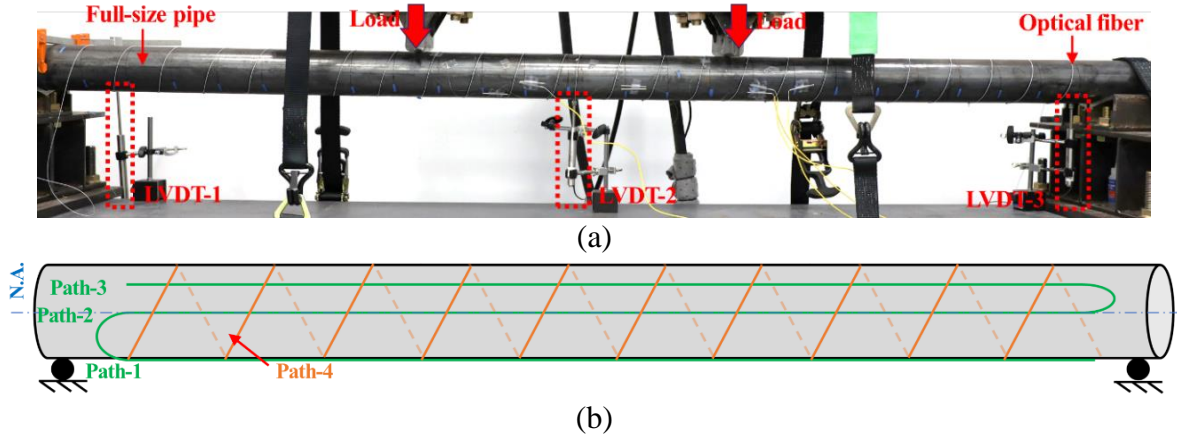 Full-size pipe
Load
Load
Optical fiber
LVDT-1
LVDT-2
LVDT-3
(a)
N.A.
Path-3
Path-2
Path-1
Path-4
(b)